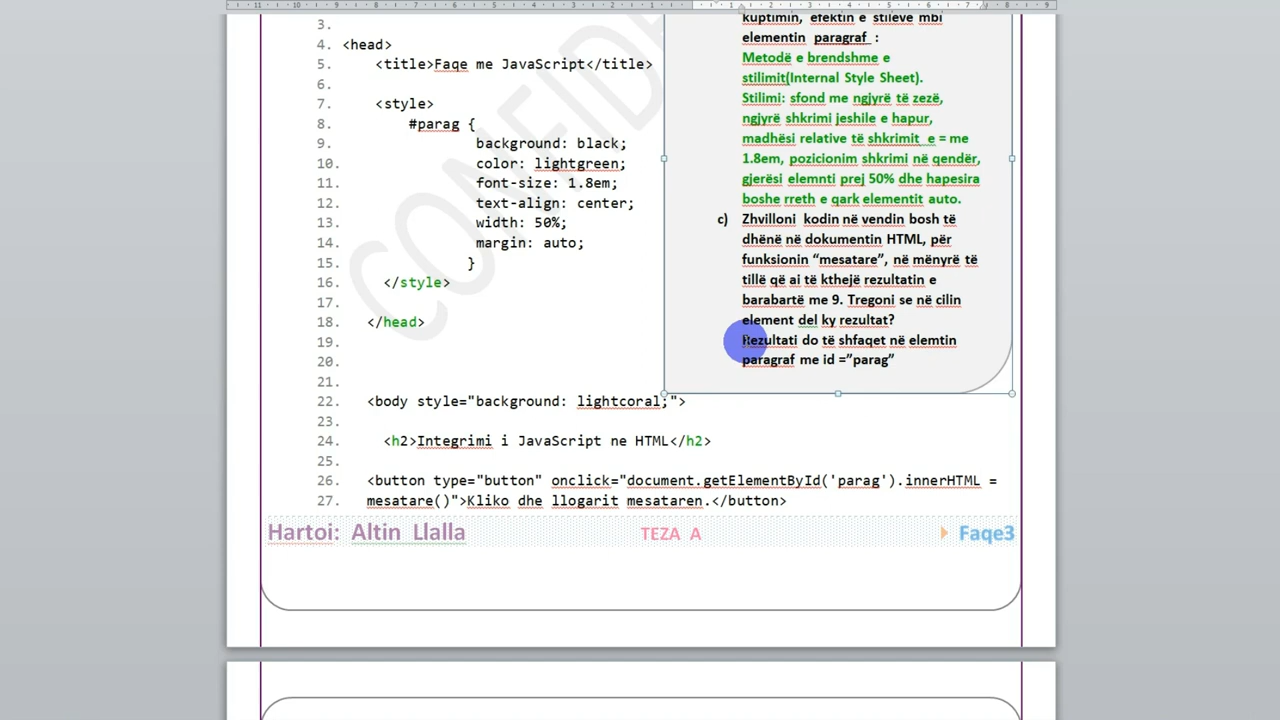 3.
4. <head>
5. <title>Faqe me JavaScript</title>
6.
7. <style>
8. #parag {
9. background: black;
10. color: lightgreen;
11. font-size: 1.8em;
12. text-align: center;
13. width: 50%;
14. margin: auto;
15. }
16. </style>
17.
18. </head>
19.
20.
21.
22. <body style="background: lightcoral;">
23.
24. <h2>Integrimi i JavaScript ne HTML</h2>
25.
26. <button type="button" onclick="document.getElementById('parag').innerHTML =
27. mesatare()">Kliko dhe llogarit mesataren.</button>
kuptimin, efektin e stileve mbi
elementin paragraf :
Metodë e brendshme e
stilimit(Internal Style Sheet).
Stilimi: sfond me ngjyrë të zezë,
ngjyrë shkrimi jeshile e hapur,
madhësi relative të shkrimit e = me
1.8em, pozicionim shkrimi në qendër,
gjerësi elemnti prej 50% dhe hapesira
boshe rreth e qark elementit auto.
c) Zhvilloni kodin në vendin bosh të
dhënë në dokumentin HTML, për
funksionin “mesatare”, në mënyrë të
tillë që ai të kthejë rezultatin e
barabartë me 9. Tregoni se në cilin
element del ky rezultat?
Rezultati do të shfaqet në elemtin
paragraf me id =”parag”
Hartoi: Altin Llalla TEZA A Faqe3
CONFIDE